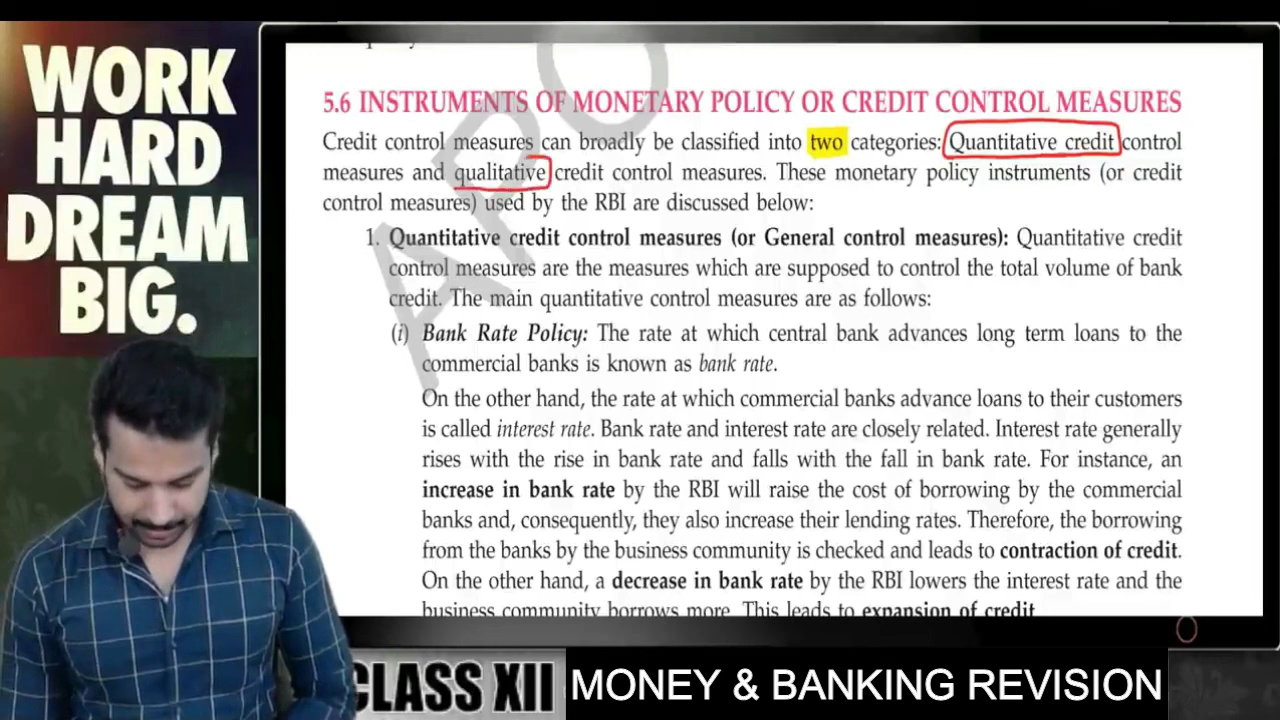 WORK
HARD
DREAM
BIG.
5.6 INSTRUMENTS OF MONETARY POLICY OR CREDIT CONTROL MEASURES
Credit control measures can broadly be classified into two categories: Quantitative credit control
measures and qualitative credit control measures. These monetary policy instruments (or credit
control measures) used by the RBI are discussed below:
1. Quantitative credit control measures (or General control measures): Quantitative credit
control measures are the measures which are supposed to control the total volume of bank
credit. The main quantitative control measures are as follows:
(i) Bank Rate Policy: The rate at which central bank advances long term loans to the
commercial banks is known as bank rate.
On the other hand, the rate at which commercial banks advance loans to their customers
is called interest rate. Bank rate and interest rate are closely related. Interest rate generally
rises with the rise in bank rate and falls with the fall in bank rate. For instance, an
increase in bank rate by the RBI will raise the cost of borrowing by the commercial
banks and, consequently, they also increase their lending rates. Therefore, the borrowing
from the banks by the business community is checked and leads to contraction of credit.
On the other hand, a decrease in bank rate by the RBI lowers the interest rate and the
business community borrows more. This leads to expansion of credit
APO
CLASS XII
MONEY & BANKING REVISION